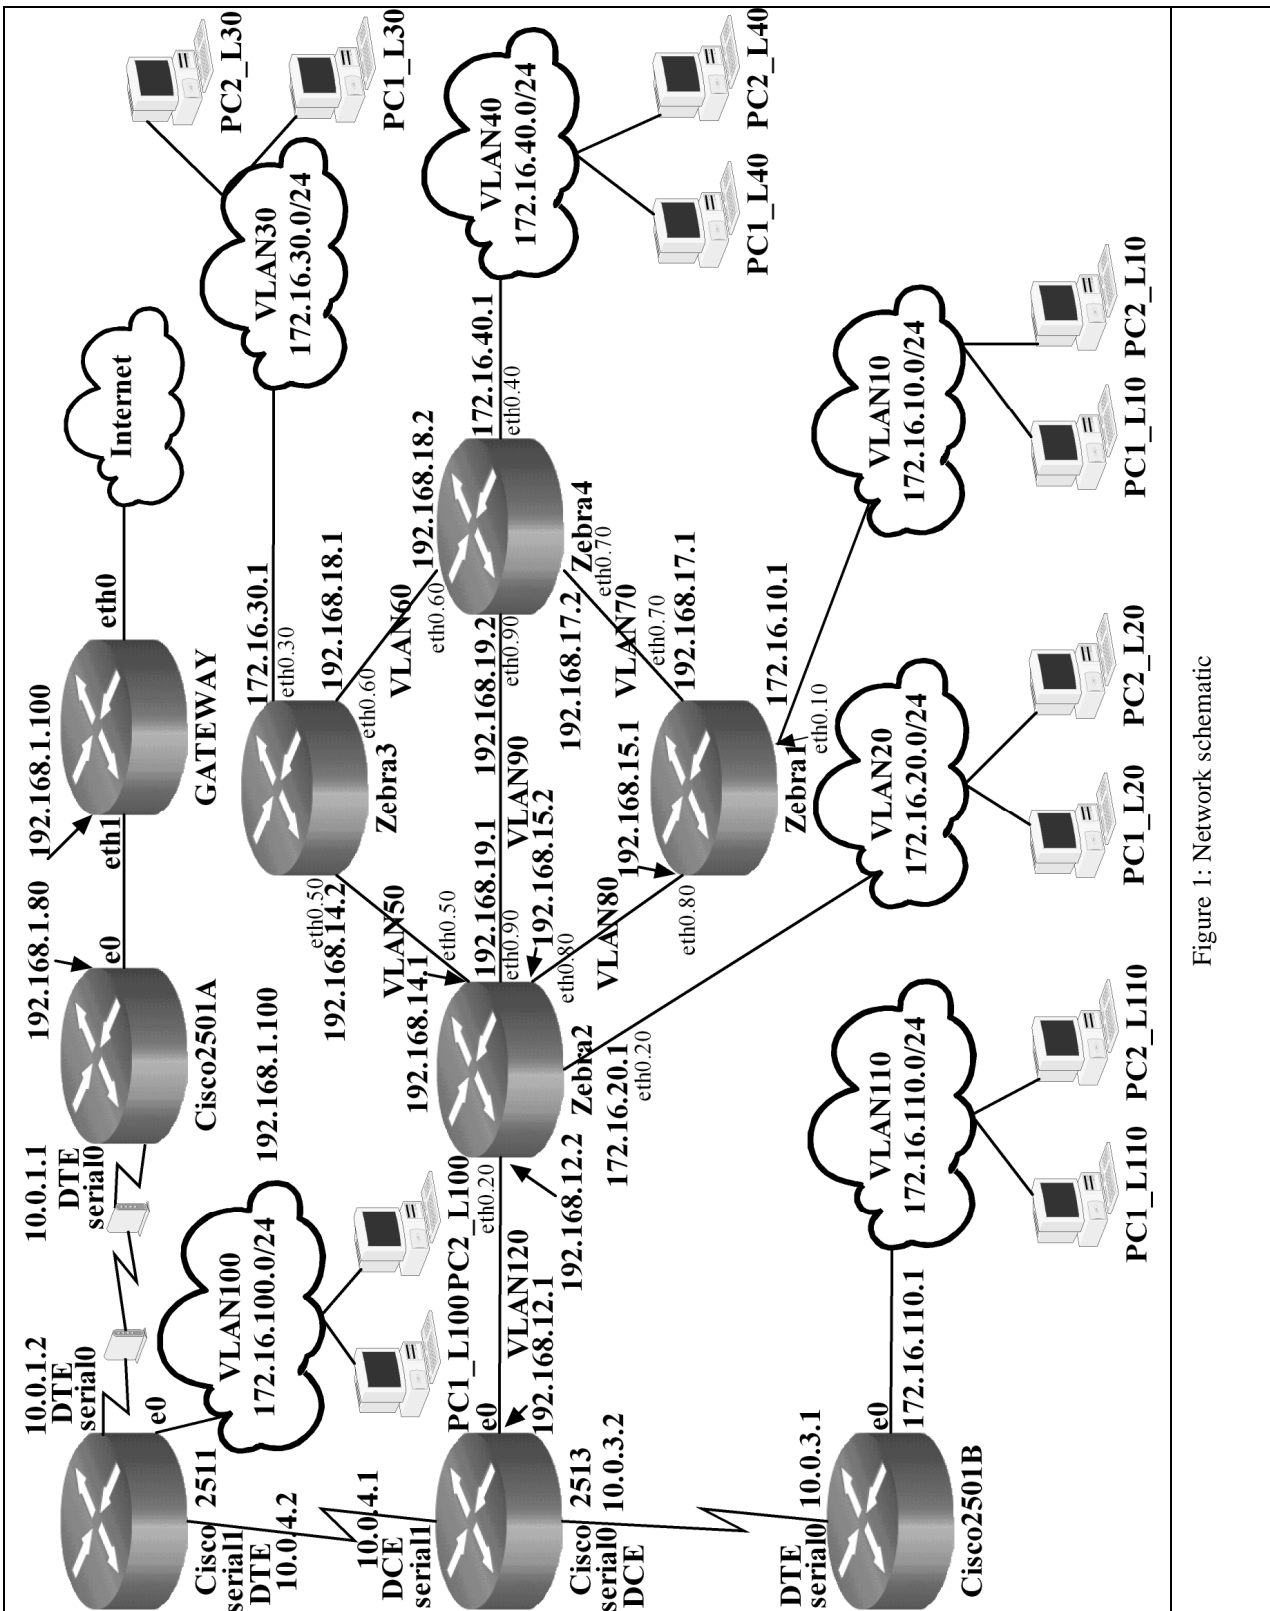 10.0.1.2
DTE
serial0
10.0.1.1
DTE
serial0
192.168.1.80
e0
eth1
192.168.1.100
eth0
Internet
PC2_L30
Cisco 2511
serial1
DTE
10.0.4.2
e0
Cisco2501A
GATEWAY
VLAN100
172.16.100.0/24
192.168.1.100
172.16.30.1
eth0.30
VLAN30
172.16.30.0/24
PC1_L30
192.168.18.1
eth0.60
Zebra3
eth0.50
192.168.14.2
VLAN50
192.168.14.1
eth0.50
VLAN60
eth0.60
192.168.18.2
10.0.4.1
DCE
serial1
PC1_L100
PC2_L100
e0
eth0.20
VLAN120
192.168.12.1
192.168.12.2
192.168.19.1
eth0.90
VLAN90
192.168.19.2
eth0.90
172.16.40.1
eth0.40
VLAN40
172.16.40.0/24
PC1_L40
PC2_L40
192.168.15.2
eth0.80
Cisco 2513
serial0
DCE
10.0.3.2
Zebra2
172.16.20.1
eth0.20
VLAN80
eth0.80
192.168.15.1
192.168.17.2
Zebra4
eth0.70
VLAN70
eth0.70
192.168.17.1
DTE
serial0
10.0.3.1
Zebra1
172.16.10.1
eth0.10
e0
172.16.110.1
VLAN110
172.16.110.0/24
VLAN20
172.16.20.0/24
VLAN10
172.16.10.0/24
Cisco2501B
PC1_L110
PC2_L110
PC1_L20
PC2_L20
PC1_L10
PC2_L10
Figure 1: Network schematic